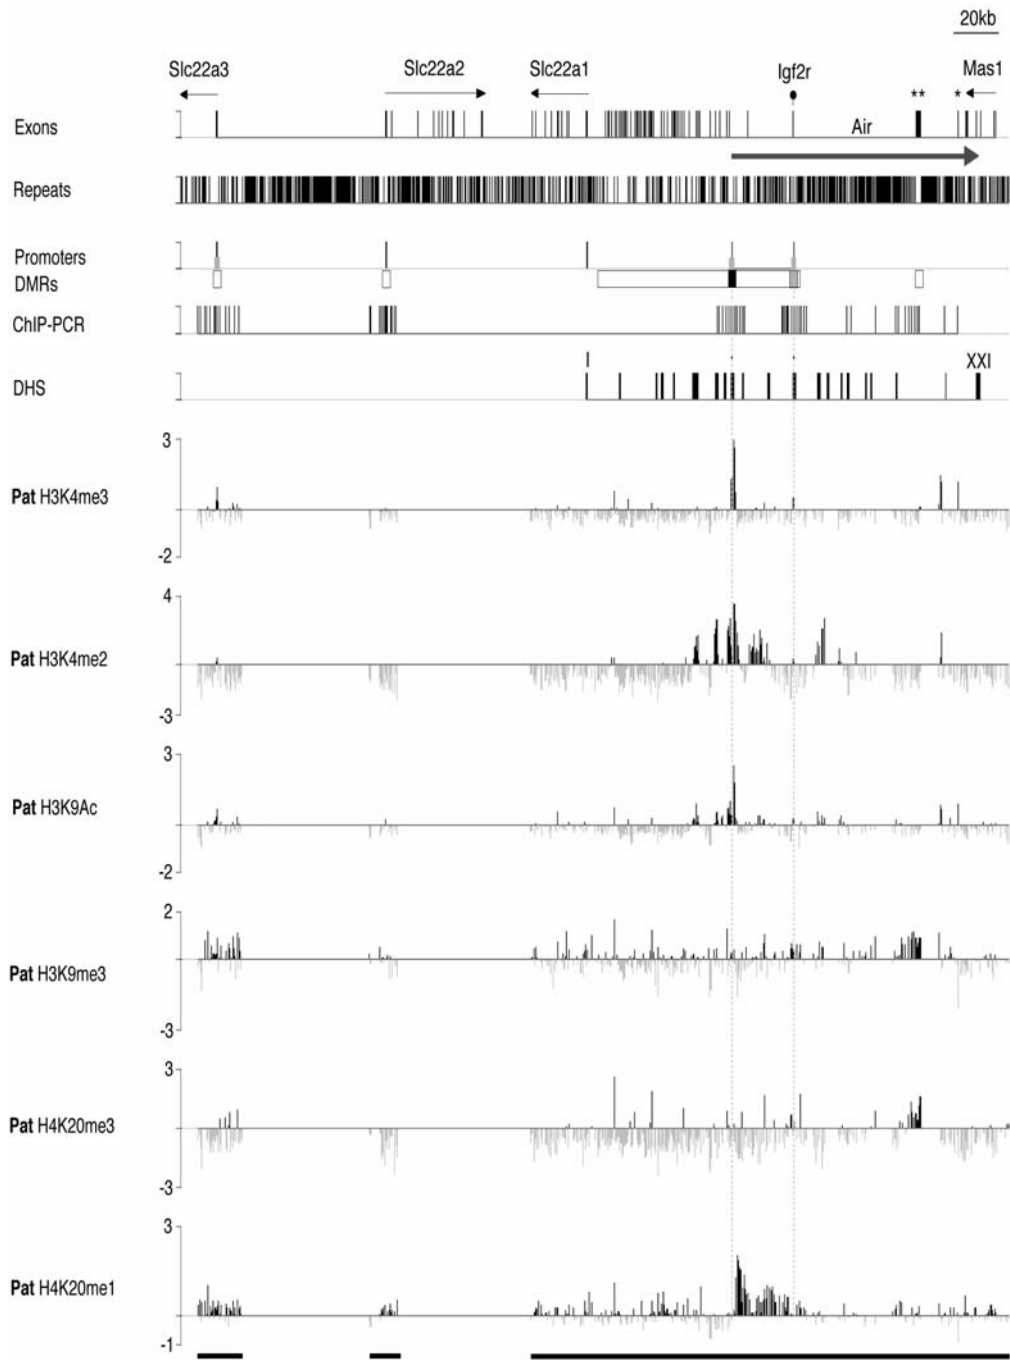 20kb
Slc22a3 Slc22a2 Slc22a1 Igf2r Mas1
** *
Exons
Air
Repeats
Promoters
DMRs
ChIP-PCR
I XXI
DHS
3
Pat H3K4me3
-2
4
Pat H3K4me2
-3
3
Pat H3K9Ac
-2
2
Pat H3K9me3
-3
3
Pat H4K20me3
-3
3
Pat H4K20me1
-1